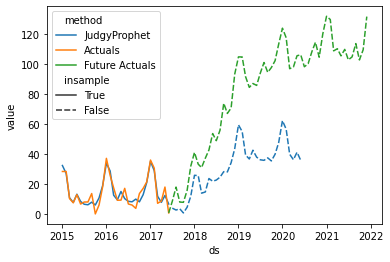 method
JudgyProphet
Actuals
Future Actuals
insample
True
False
value
120
100
80
60
40
20
0
2015 2016 2017 2018 2019 2020 2021 2022
ds